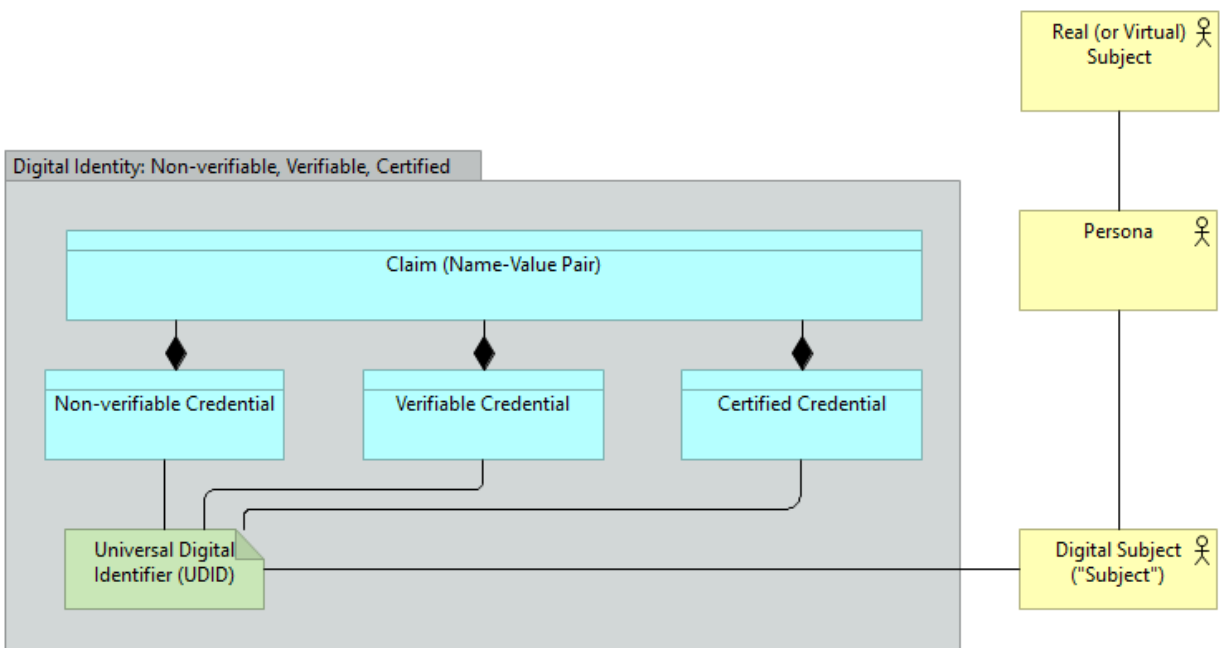 Real (or Virtual)
Subject
Digital Identity: Non-verifiable, Verifiable, Certified
Persona
Claim (Name-Value Pair)
Non-verifiable Credential
Verifiable Credential
Certified Credential
Universal Digital
Identifier (UDID)
Digital Subject
("Subject")